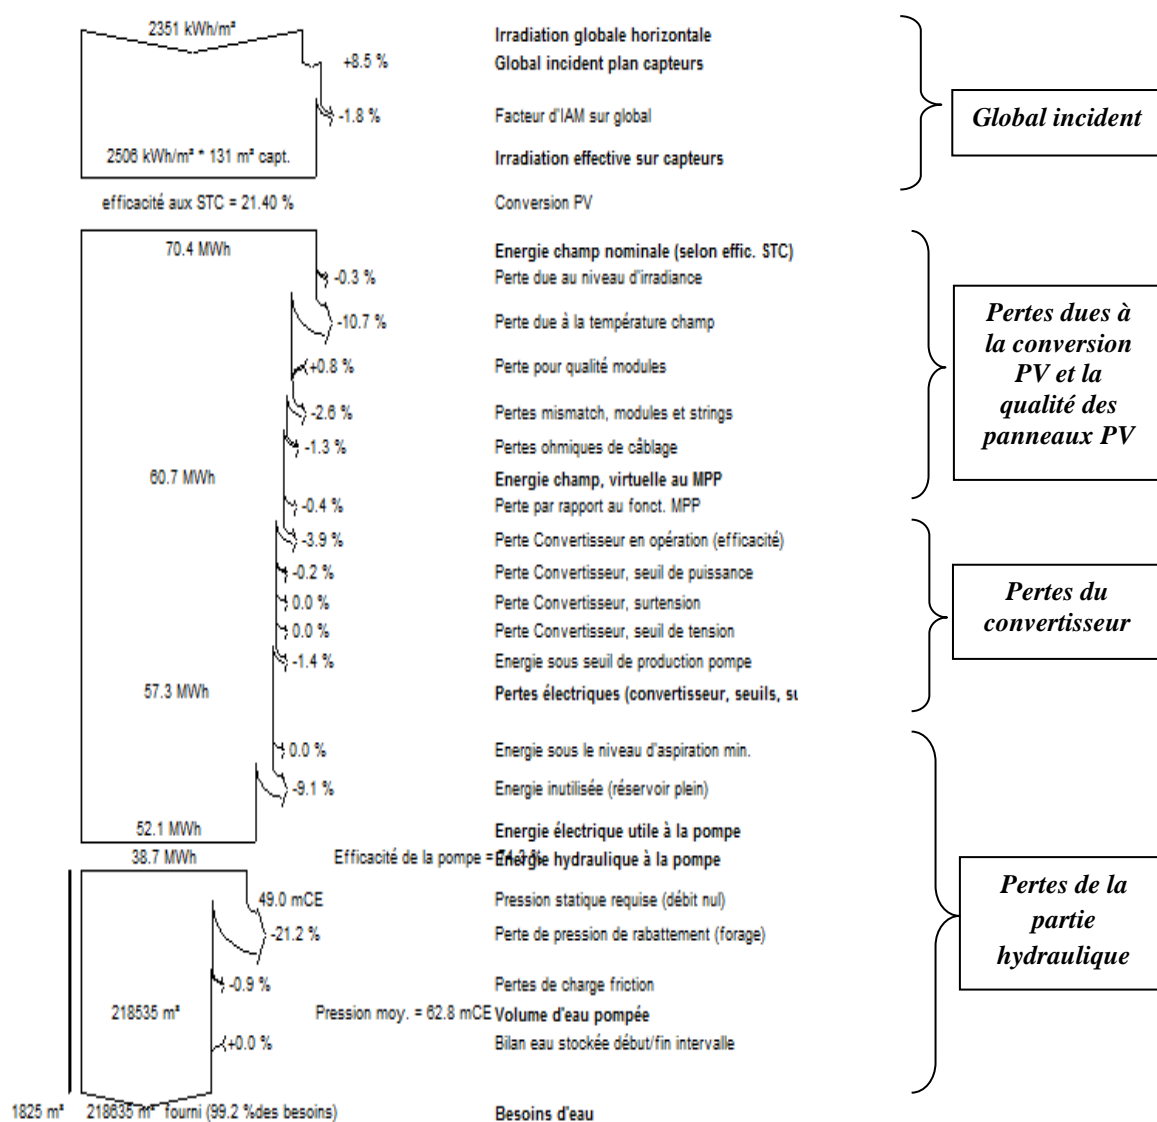 2351 kWh/m²
Irradiation globale horizontale
+8.5 %
Global incident plan capteurs
-1.8 %
Facteur d'IAM sur global
Global incident
2506 kWh/m² * 131 m² capt.
Irradiation effective sur capteurs
efficacité aux STC = 21.40 %
Conversion PV
70.4 MWh
Energie champ nominale (selon effic. STC)
-0.3 %
Perte due au niveau d'irradiance
-10.7 %
Perte due à la température champ
+0.8 %
Perte pour qualité modules
-2.6 %
Pertes mismatch, modules et strings
-1.3 %
Pertes ohmiques de câblage
Pertes dues à
la conversion
PV et la
qualité des
panneaux PV
60.7 MWh
Energie champ, virtuelle au MPP
-0.4 %
Perte par rapport au fonct. MPP
-3.9 %
Perte Convertisseur en opération (efficacité)
-0.2 %
Perte Convertisseur, seuil de puissance
0.0 %
Perte Convertisseur, surtension
0.0 %
Perte Convertisseur, seuil de tension
-1.4 %
Energie sous seuil de production pompe
Pertes du
convertisseur
57.3 MWh
Pertes électriques (convertisseur, seuils, su
0.0 %
Energie sous le niveau d'aspiration min.
-9.1 %
Energie inutilisée (réservoir plein)
52.1 MWh
Energie électrique utile à la pompe
38.7 MWh
Efficacité de la pompe =
Energie hydraulique à la pompe
49.0 mCE
Pression statique requise (débit nul)
-21.2 %
Perte de pression de rabattement (forage)
-0.9 %
Pertes de charge friction
Pertes de la
partie
hydraulique
218535 m³
Pression moy. = 62.8 mCE
Volume d'eau pompée
+0.0 %
Bilan eau stockée début/fin intervalle
1825 m³
218635 m³ fourni (99.2 %des besoins)
Besoins d'eau